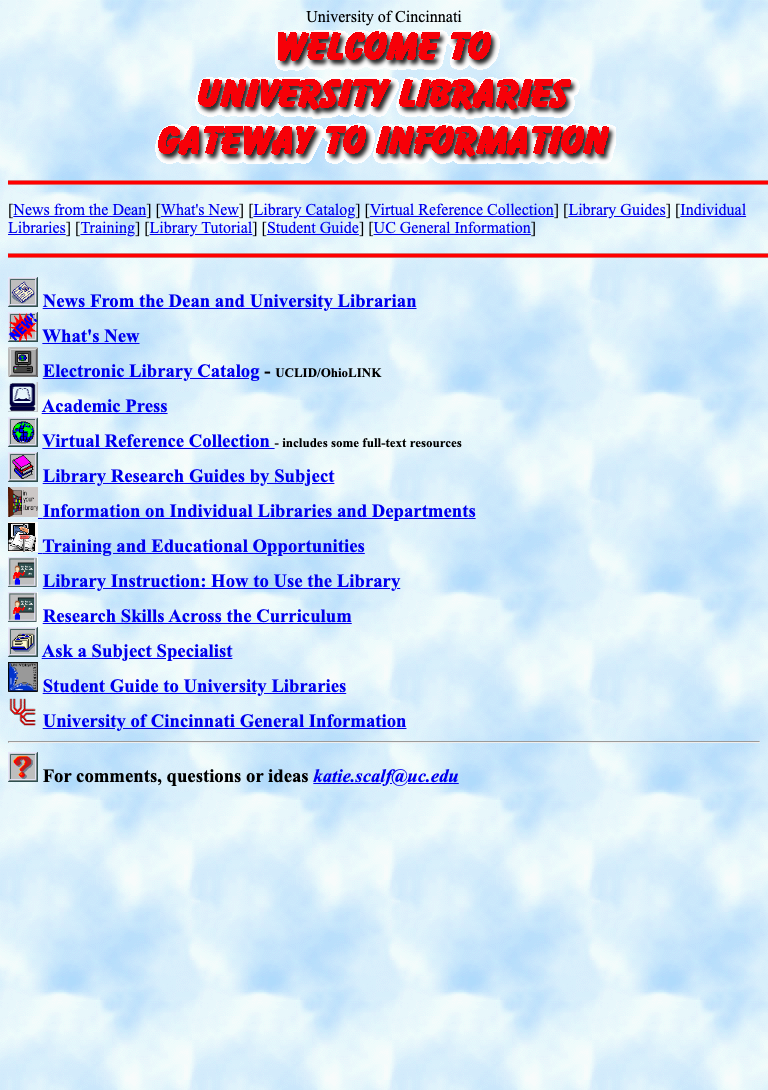 University of Cincinnati
WELCOME TO
UNIVERSITY LIBRARIES
GATEWAY TO INFORMATION
[News from the Dean] [What's New] [Library Catalog] [Virtual Reference Collection] [Library Guides] [Individual
Libraries] [Training] [Library Tutorial] [Student Guide] [UC General Information]
News From the Dean and University Librarian
What's New
Electronic Library Catalog - UCLID/OhioLINK
Academic Press
Virtual Reference Collection - includes some full-text resources
Library Research Guides by Subject
Information on Individual Libraries and Departments
Training and Educational Opportunities
Library Instruction: How to Use the Library
Research Skills Across the Curriculum
Ask a Subject Specialist
Student Guide to University Libraries
University of Cincinnati General Information
? For comments, questions or ideas katie.scalf@uc.edu